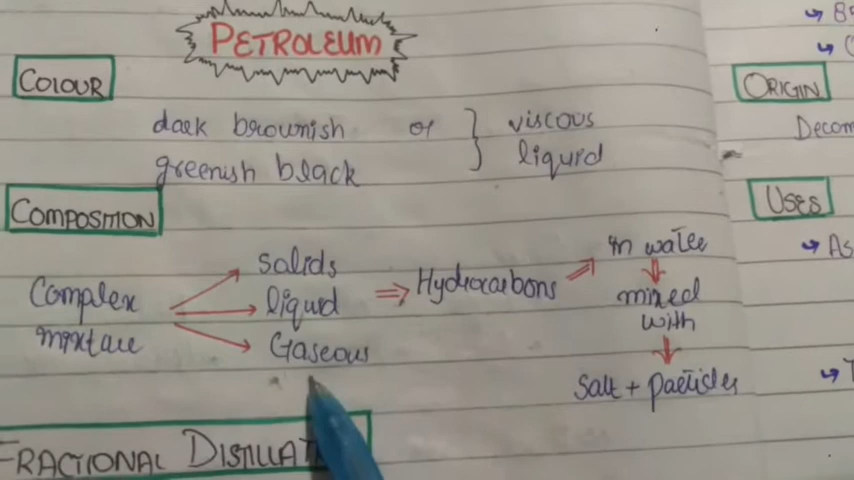 PETROLEUM
COLOUR
dark brownish or
greenish black
viscous
liquid
COMPOSITION
Complex
mixture
solids
liquid
Gaseous
Hydrocarbons
in water
mixed
with
Salt + particles
FRACTIONAL DISTILLAT
ORIGIN
Decom
USES
As